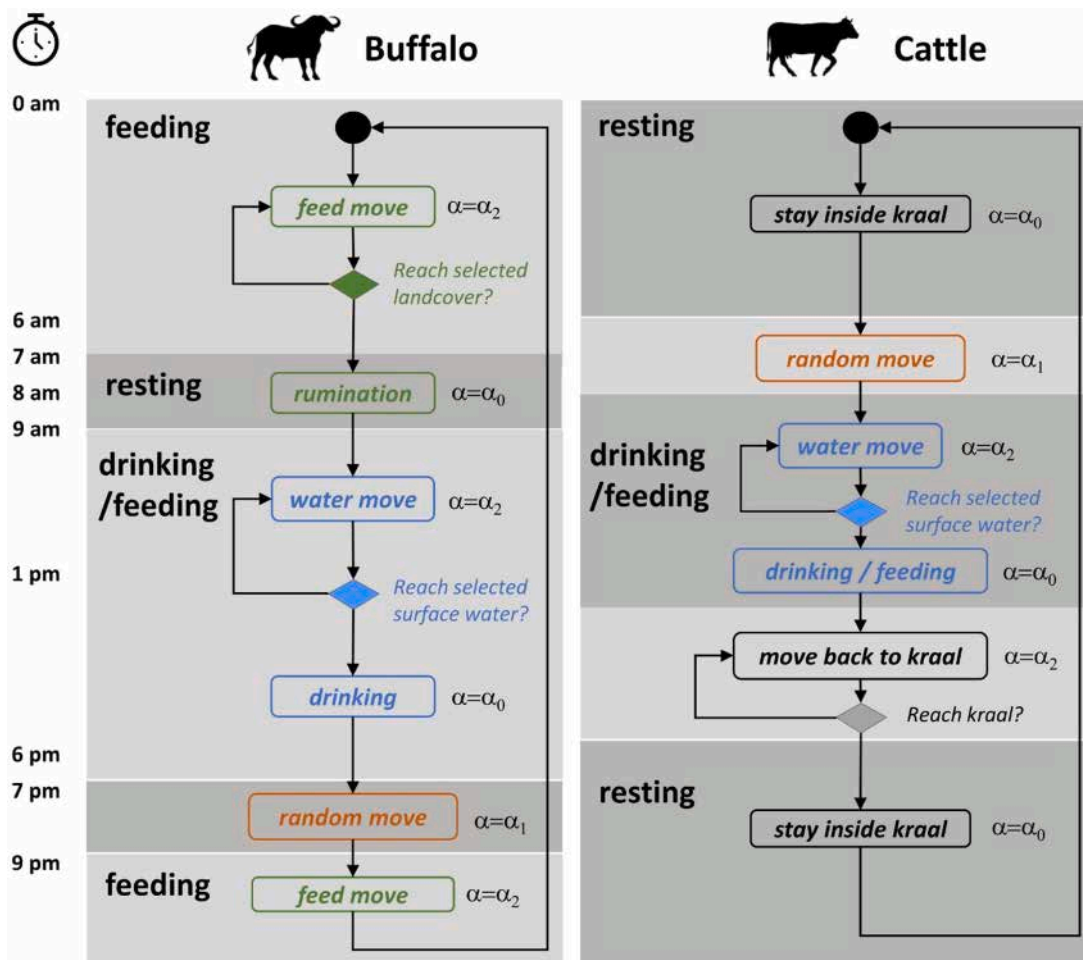 Buffalo
Cattle
0 am
6 am
7 am
8 am
9 am
1 pm
6 pm
7 pm
9 pm
feeding
feed move
α=α₂
Reach selected
landcover?
resting
rumination
α=α₀
drinking
/feeding
water move
α=α₂
Reach selected
surface water?
drinking
α=α₀
random move
α=α₁
feeding
feed move
α=α₂
resting
stay inside kraal
α=α₀
random move
α=α₁
drinking
/feeding
water move
α=α₂
Reach selected
surface water?
drinking / feeding
α=α₀
move back to kraal
α=α₂
Reach kraal?
resting
stay inside kraal
α=α₀